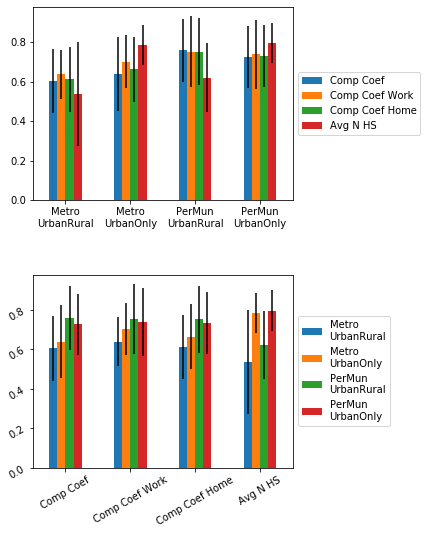 0.8
0.6
0.4
0.2
0.0
Metro
UrbanRural
Metro
UrbanOnly
PerMun
UrbanRural
PerMun
UrbanOnly
Comp Coef
Comp Coef Work
Comp Coef Home
Avg N HS
0.8
0.6
0.4
0.2
0.0
Comp Coef
Comp Coef Work
Comp Coef Home
Avg N HS
Metro
UrbanRural
Metro
UrbanOnly
PerMun
UrbanRural
PerMun
UrbanOnly